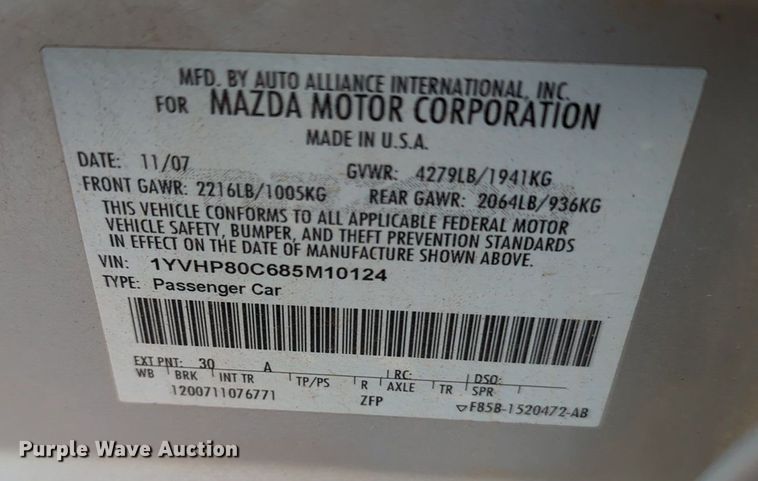 MFD. BY AUTO ALLIANCE INTERNATIONAL, INC.
FOR MAZDA MOTOR CORPORATION
MADE IN U.S.A.
DATE: 11/07 GVWR: 4279LB/1941KG
FRONT GAWR: 2216LB/1005KG REAR GAWR: 2064LB/936KG
THIS VEHICLE CONFORMS TO ALL APPLICABLE FEDERAL MOTOR
VEHICLE SAFETY, BUMPER, AND THEFT PREVENTION STANDARDS
IN EFFECT ON THE DATE OF MANUFACTURE SHOWN ABOVE.
VIN: 1YVHP80C685M10124
TYPE: Passenger Car
EXT PNT: 30 A RC: DSO:
WB BRK INT TR TP/PS R AXLE TR SPR
1200711076771 ZFP F85B-1520472-AB
Purple Wave Auction